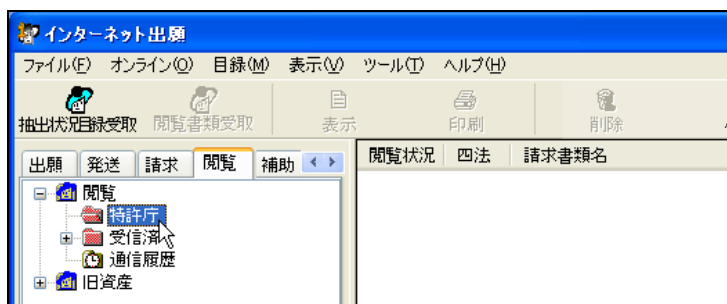 インターネット出願
ファイル(F) オンライン(O) 目録(M) 表示(V) ツール(T) ヘルプ(H)
抽出状況目録受取 閲覧書類受取 表示 印刷 削除
出願 発送 請求 閲覧 補助 閲覧状況 四法 請求書類名
閲覧
特許庁
受信済
通信履歴
旧資産